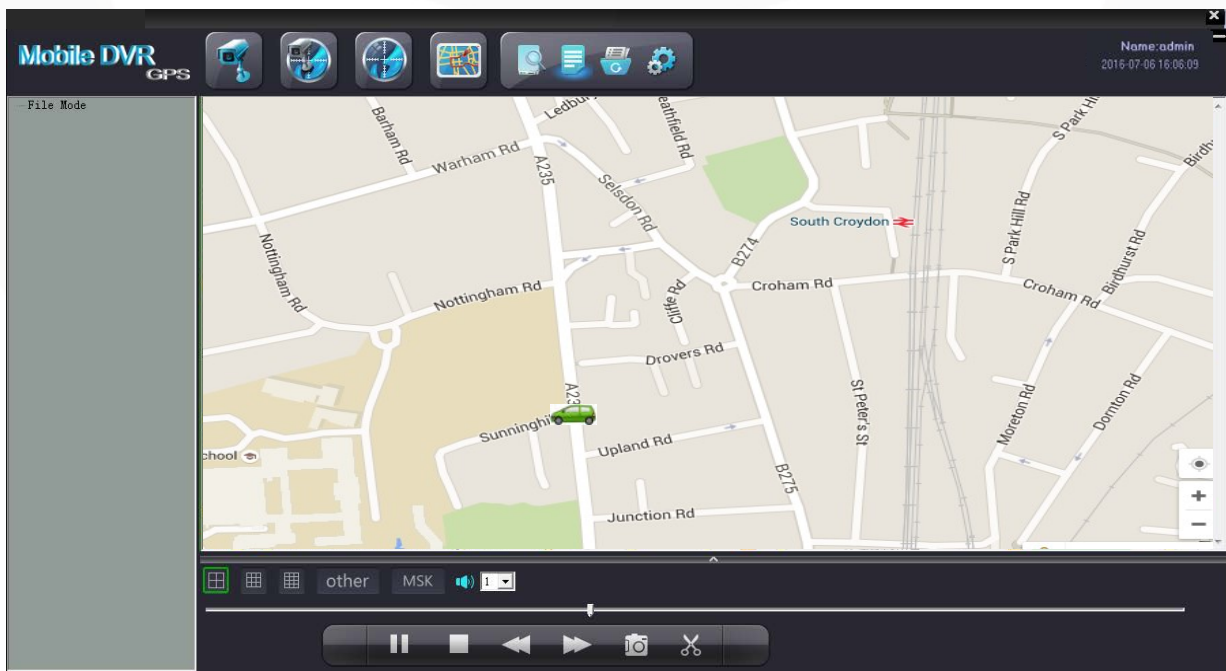 Mobile DVR
GPS
Name:admin
2016-07-06 16:06:09
File Mode
Barham Rd
Warham Rd
A235
Selsdon Rd
South Croydon
S Park Hill Rd
Birdhurst Rd
B274
Nottingham Rd
Nottingham Rd
Cliffe Rd
Croham Rd
Croham Rd
Drovers Rd
St Peter's St
Moreton Rd
Dornton Rd
Upland Rd
B275
Junction Rd
other
MSK
1